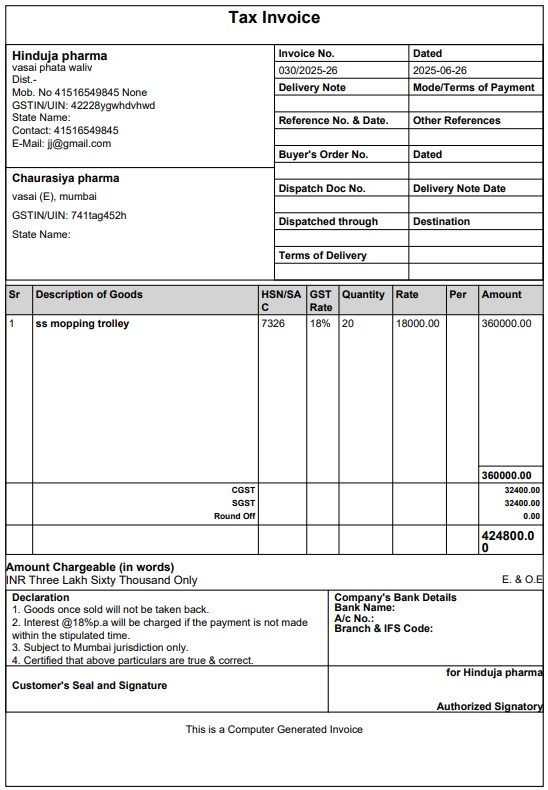 Tax Invoice
Hinduja pharma
vasai phata waliv
Dist.-
Mob. No 41516549845 None
GSTIN/UIN: 42228ygwhdvhwd
State Name:
Contact: 41516549845
E-Mail: jj@gmail.com
Chaurasiya pharma
vasai (E), mumbai
GSTIN/UIN: 741tag452h
State Name:
Invoice No. Dated
030/2025-26 2025-06-26
Delivery Note Mode/Terms of Payment
Reference No. & Date. Other References
Buyer's Order No. Dated
Dispatch Doc No. Delivery Note Date
Dispatched through Destination
Terms of Delivery
Sr Description of Goods HSN/SA GST Quantity Rate Per Amount
C Rate
1 ss mopping trolley 7326 18% 20 18000.00 360000.00
360000.00
CGST 32400.00
SGST 32400.00
Round Off 0.00
424800.0
0
Amount Chargeable (in words)
INR Three Lakh Sixty Thousand Only E. & O.E
Declaration
1. Goods once sold will not be taken back.
2. Interest @18%p.a will be charged if the payment is not made
within the stipulated time.
3. Subject to Mumbai jurisdiction only.
4. Certified that above particulars are true & correct.
Company's Bank Details
Bank Name:
A/c No.:
Branch & IFS Code:
Customer's Seal and Signature
for Hinduja pharma
Authorized Signatory
This is a Computer Generated Invoice